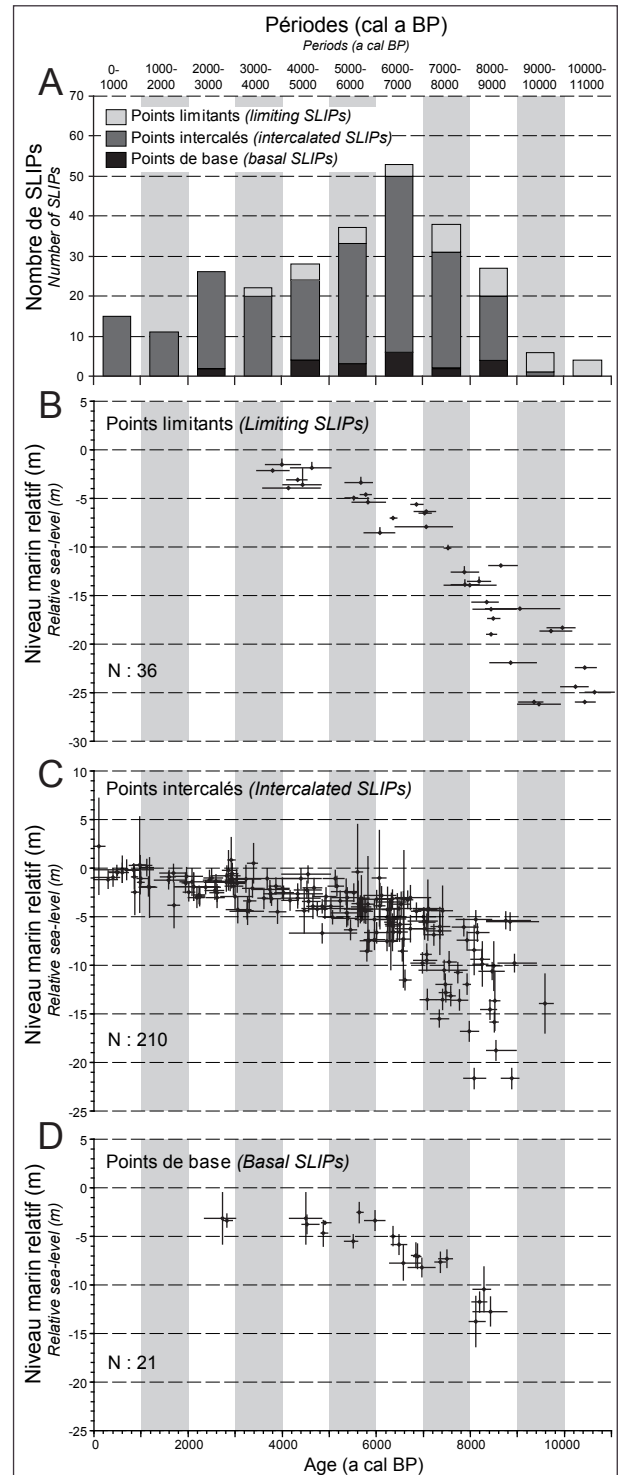 Périodes (cal a BP)
Periods (a cal BP)
0-1000 1000-2000 2000-3000 3000-4000 4000-5000 5000-6000 6000-7000 7000-8000 8000-9000 9000-10000 10000-11000
A
70
60
50
40
30
20
10
0
Nombre de SLIPs
Number of SLIPs
Points limitants (limiting SLIPs)
Points intercalés (intercalated SLIPs)
Points de base (basal SLIPs)
B
5
0
-5
-10
-15
-20
-25
-30
Niveau marin relatif (m)
Relative sea-level (m)
Points limitants (Limiting SLIPs)
N : 36
C
10
5
0
-5
-10
-15
-20
-25
Niveau marin relatif (m)
Relative sea-level (m)
Points intercalés (Intercalated SLIPs)
N : 210
D
5
0
-5
-10
-15
-20
-25
Niveau marin relatif (m)
Relative sea-level (m)
Points de base (Basal SLIPs)
N : 21
0 2000 4000 6000 8000 10000
Age (a cal BP)